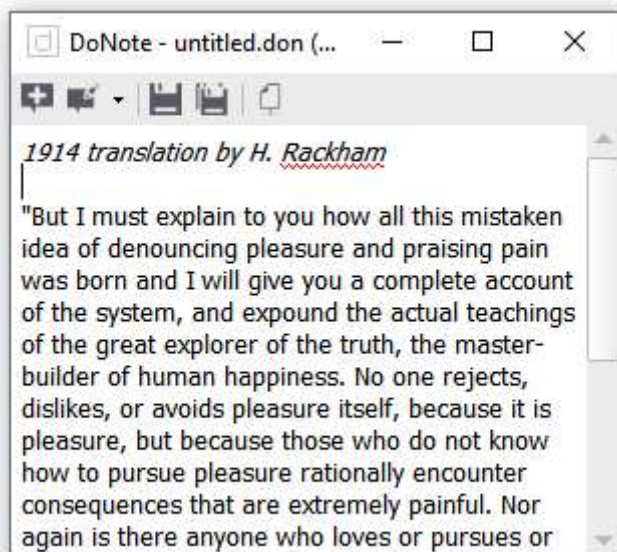 DoNote - untitled.don (...
1914 translation by H. Rackham
"But I must explain to you how all this mistaken
idea of denouncing pleasure and praising pain
was born and I will give you a complete account
of the system, and expound the actual teachings
of the great explorer of the truth, the master-
builder of human happiness. No one rejects,
dislikes, or avoids pleasure itself, because it is
pleasure, but because those who do not know
how to pursue pleasure rationally encounter
consequences that are extremely painful. Nor
again is there anyone who loves or pursues or